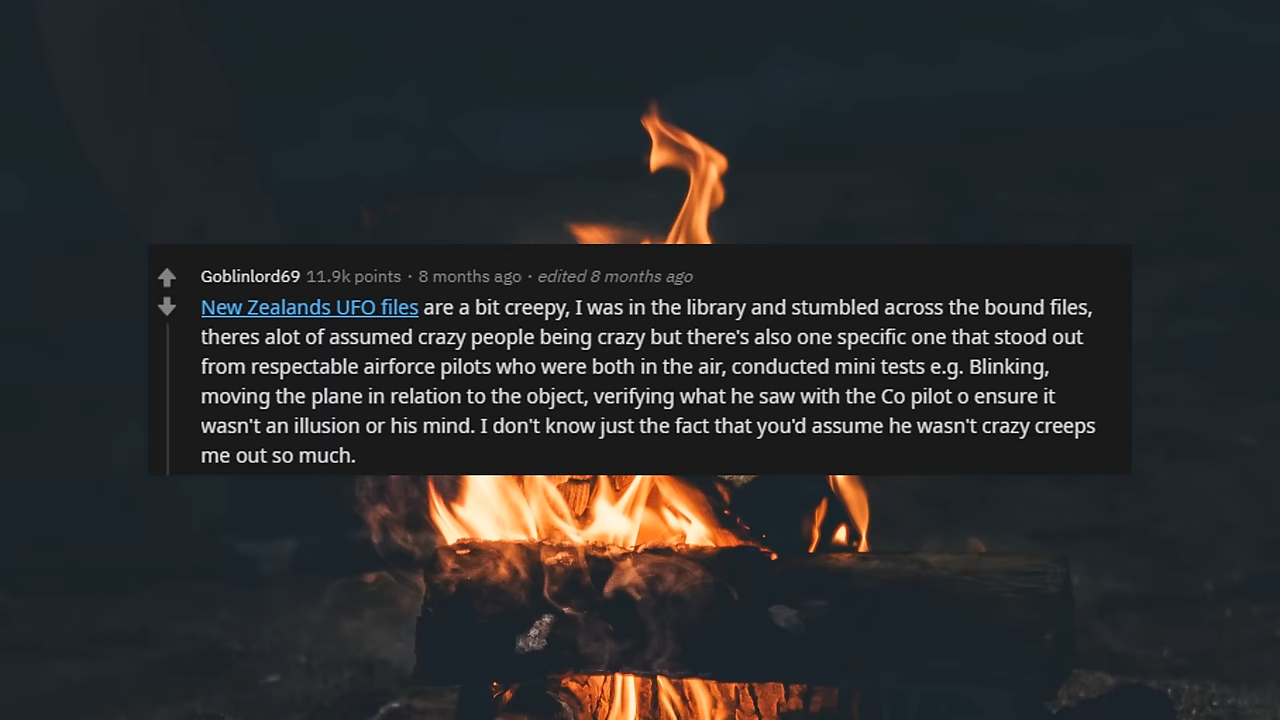 Goblinlord69 11.9k points · 8 months ago · edited 8 months ago
New Zealands UFO files are a bit creepy, I was in the library and stumbled across the bound files,
theres alot of assumed crazy people being crazy but there's also one specific one that stood out
from respectable airforce pilots who were both in the air, conducted mini tests e.g. Blinking,
moving the plane in relation to the object, verifying what he saw with the Co pilot o ensure it
wasn't an illusion or his mind. I don't know just the fact that you'd assume he wasn't crazy creeps
me out so much.